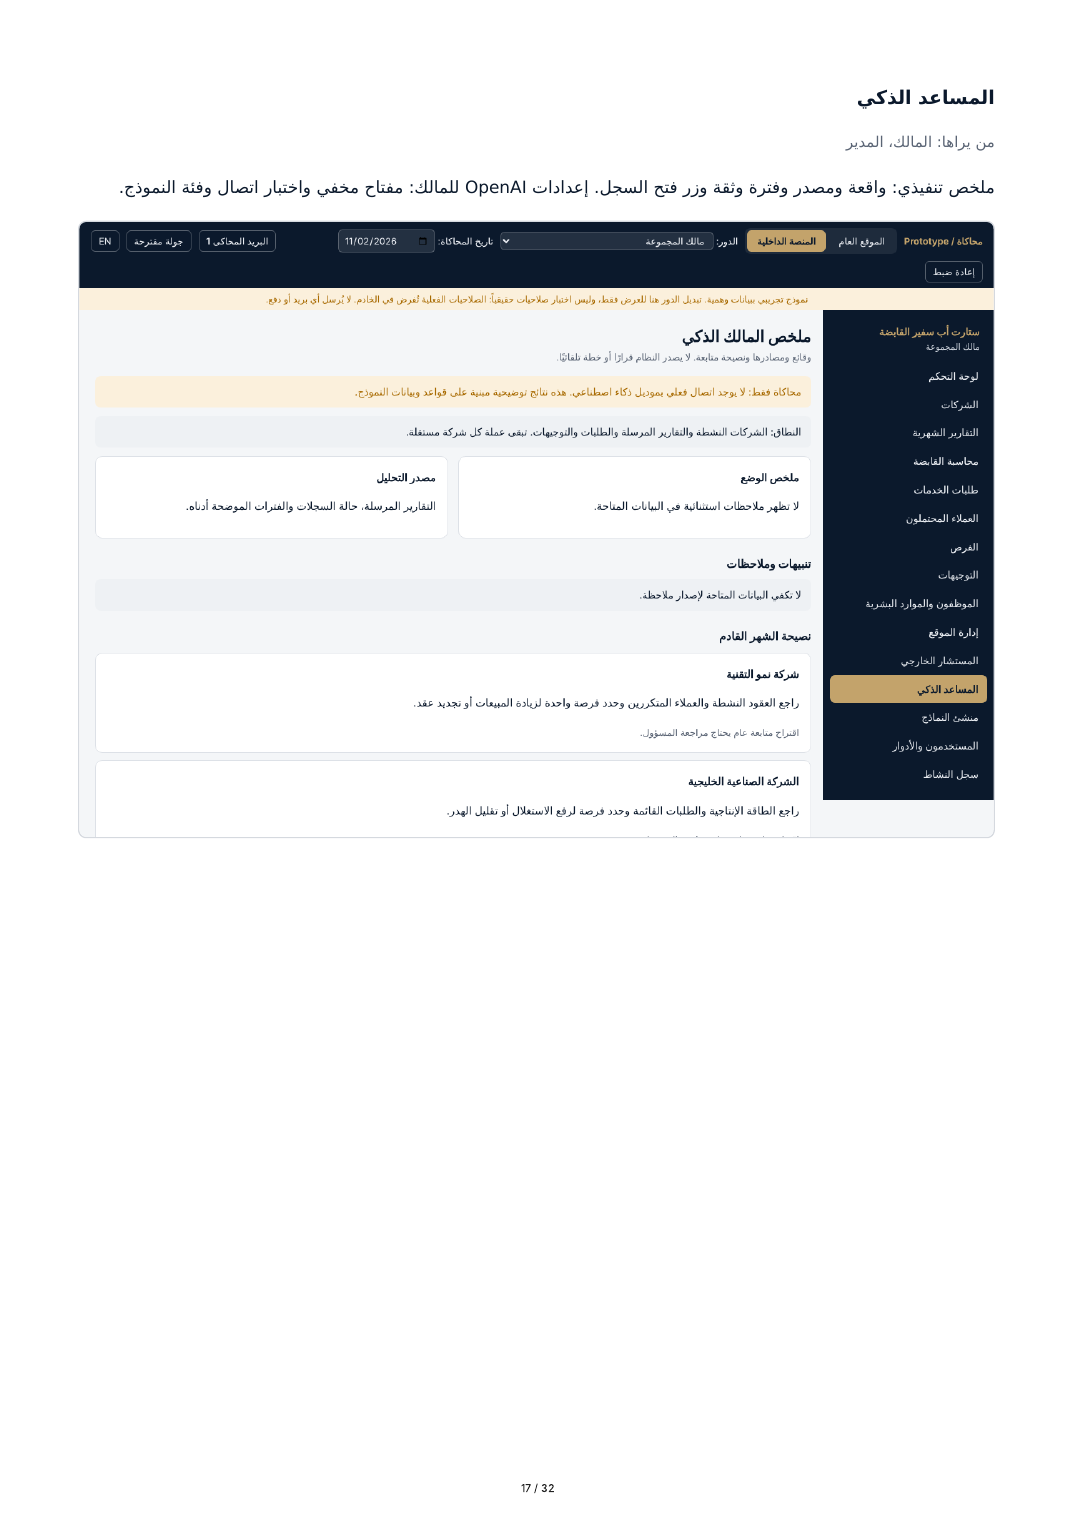 المساعد الذكي
من يراها: المالك، المدير
ملخص تنفيذي: واقعة ومصدر وفترة وثقة وزر فتح السجل. إعدادات OpenAI للمالك: مفتاح مخفي واختبار اتصال وفئة النموذج.
محاكاة / Prototype
الموقع العام
المنصة الداخلية
الدور:
مالك المجموعة
تاريخ المحاكاة:
11/02/2026
البريد المحاكى 1
جولة مقترحة
EN
إعادة ضبط
نموذج تجريبي ببيانات وهمية. تبديل الدور هنا للعرض فقط، وليس اختبار صلاحيات حقيقياً: الصلاحيات الفعلية تُفرض في الخادم. لا يُرسل أي بريد أو دفع.
ستارت أب سفير القابضة
مالك المجموعة
لوحة التحكم
الشركات
التقارير الشهرية
محاسبة القابضة
طلبات الخدمات
العملاء المحتملون
الفرص
التوجيهات
الموظفون والموارد البشرية
إدارة الموقع
المستشار الخارجي
المساعد الذكي
منشئ النماذج
المستخدمون والأدوار
سجل النشاط
ملخص المالك الذكي
وقائع ومصادرها ونصيحة متابعة. لا يصدر النظام قرارًا أو خطة تلقائيًا.
محاكاة فقط: لا يوجد اتصال فعلي بموديل ذكاء اصطناعي. هذه نتائج توضيحية مبنية على قواعد وبيانات النموذج.
النطاق: الشركات النشطة والتقارير المرسلة والطلبات والتوجيهات. تبقى عملة كل شركة مستقلة.
ملخص الوضع
لا تظهر ملاحظات استثنائية في البيانات المتاحة.
مصدر التحليل
التقارير المرسلة، حالة السجلات والفترات الموضحة أدناه.
تنبيهات وملاحظات
لا تكفي البيانات المتاحة لإصدار ملاحظة.
نصيحة الشهر القادم
شركة نمو التقنية
راجع العقود النشطة والعملاء المتكررين وحدد فرصة واحدة لزيادة المبيعات أو تجديد عقد.
اقتراح متابعة عام يحتاج مراجعة المسؤول.
الشركة الصناعية الخليجية
راجع الطاقة الإنتاجية والطلبات القائمة وحدد فرصة لرفع الاستغلال أو تقليل الهدر.
17 / 32